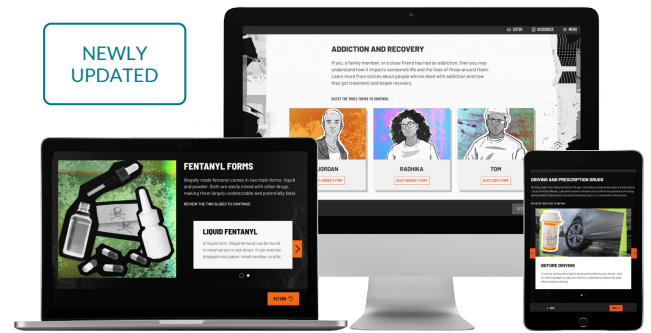 NEWLY
UPDATED
LISTEN RESOURCES MENU
ADDICTION AND RECOVERY
If you, a family member, or a close friend has had an addiction, then you may
understand how it impacts someone's life and the lives of those around them.
Learn more from stories about people whose dealt with addiction and how
they got treatment and began recovery.
SELECT THE THREE TOPICS TO CONTINUE.
JORDAN
RADHIKA
TOM
SELECT JORDAN'S STORY
SELECT RADHIKA'S STORY
SELECT TOM'S STORY
FENTANYL FORMS
Illegally made fentanyl comes in two main forms: liquid
and powder. Both are easily mixed with other drugs,
making them largely undetectable and potentially fatal.
REVIEW THE TWO SLIDES TO CONTINUE.
LIQUID FENTANYL
In liquid form, illegal fentanyl can be found
in nasal sprays or eye drops. It can even be
dropped onto paper, small candies, or pills.
RETURN
DRIVING AND PRESCRIPTION DRUGS
BEFORE DRIVING